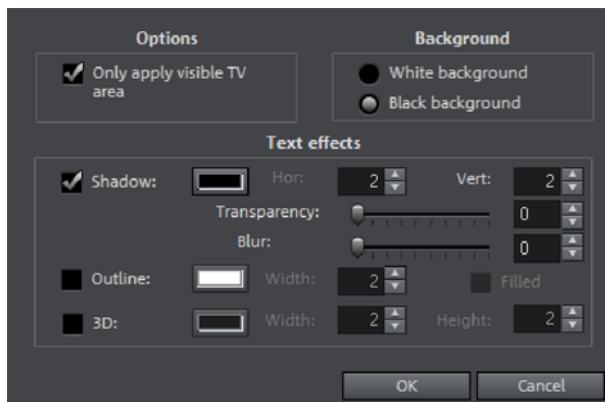 Options
Background
Only apply visible TV
area
White background
Black background
Text effects
Shadow: Hor: 2 Vert: 2
Transparency: 0
Blur: 0
Outline: Width: 2 Filled
3D: Width: 2 Height: 2
OK Cancel